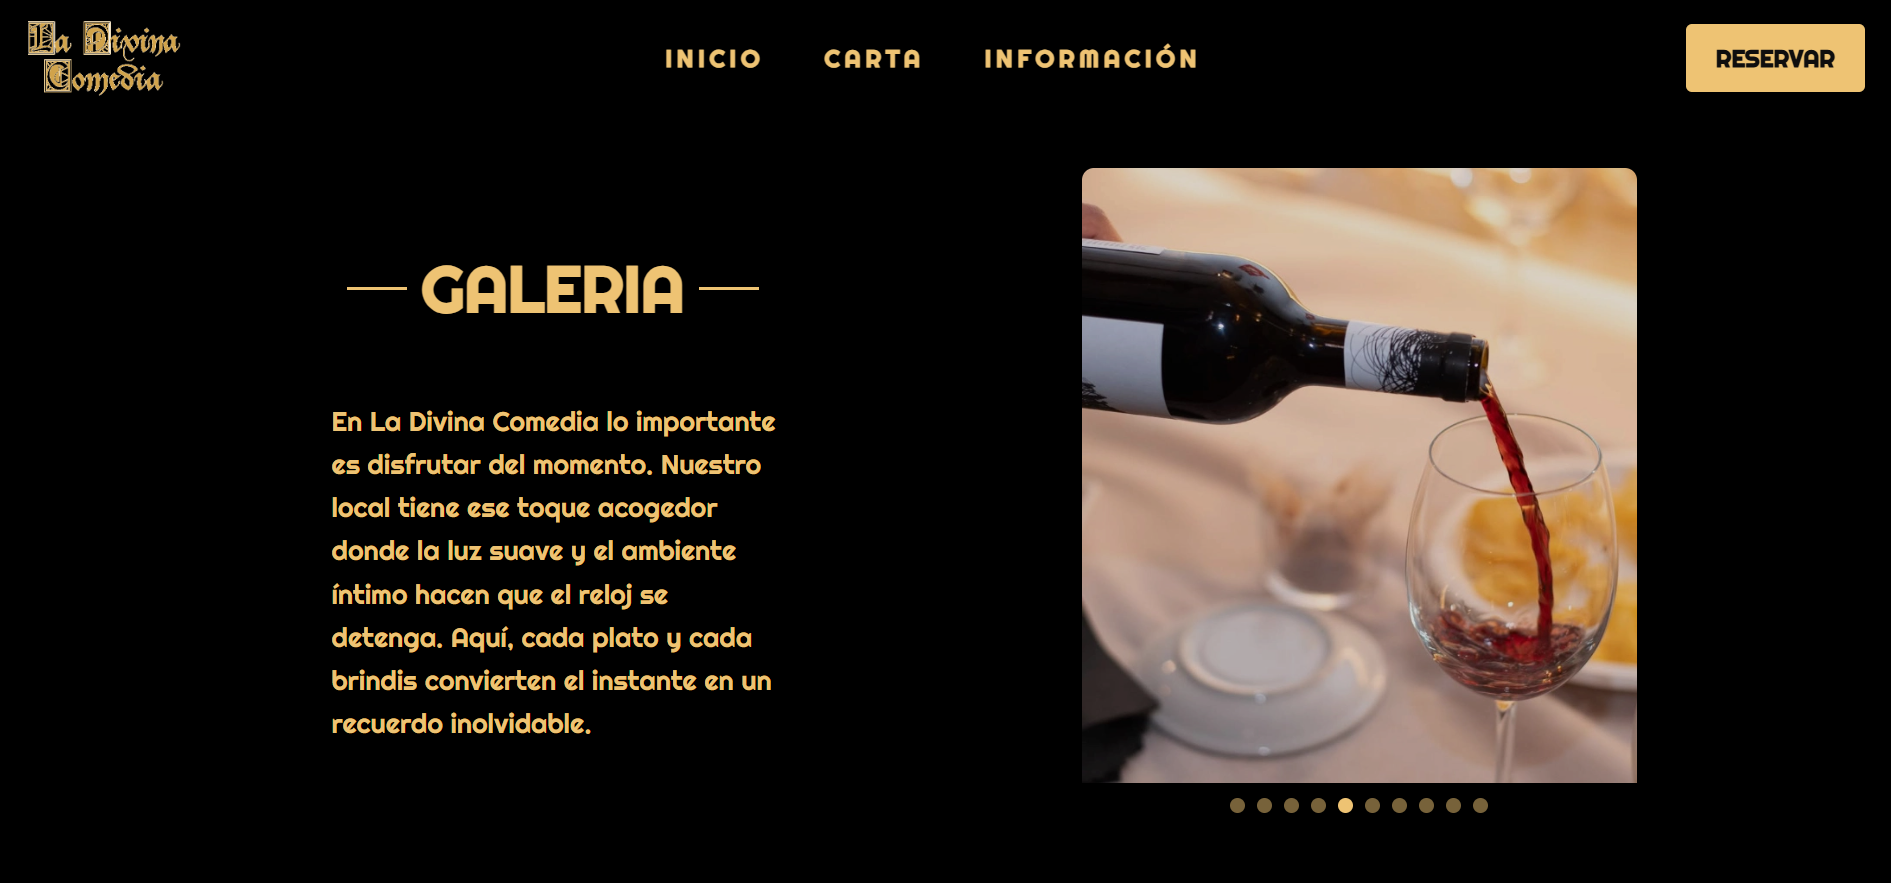 La Divina
Comedia
INICIO CARTA INFORMACIÓN
RESERVAR
GALERIA
En La Divina Comedia lo importante
es disfrutar del momento. Nuestro
local tiene ese toque acogedor
donde la luz suave y el ambiente
íntimo hacen que el reloj se
detenga. Aquí, cada plato y cada
brindis convierten el instante en un
recuerdo inolvidable.